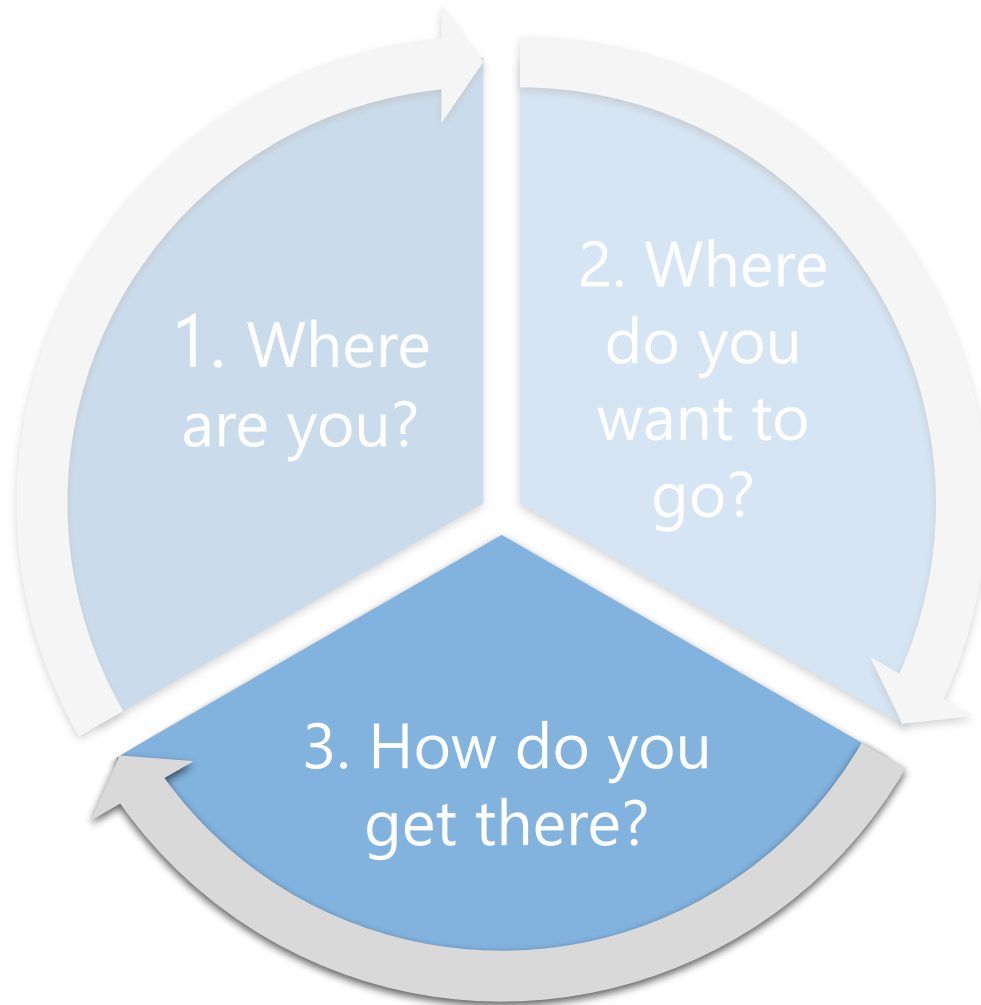 1. Where
are you?
2. Where
do you
want to
go?
3. How do you
get there?